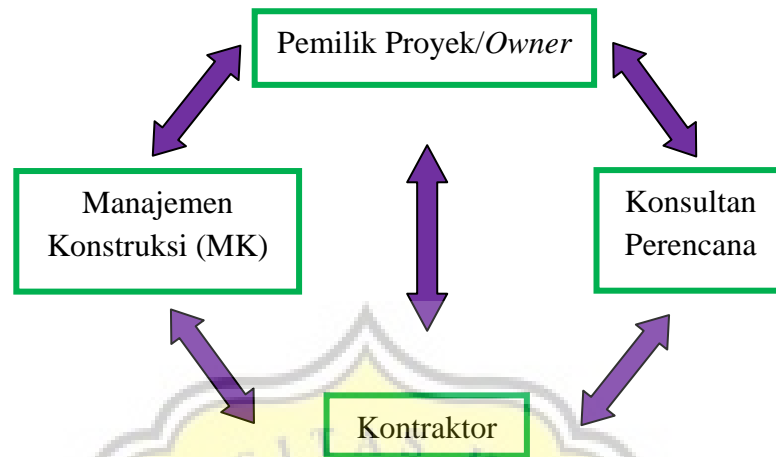 Pemilik Proyek/Owner
Manajemen
Konstruksi (MK)
Konsultan
Perencana
Kontraktor